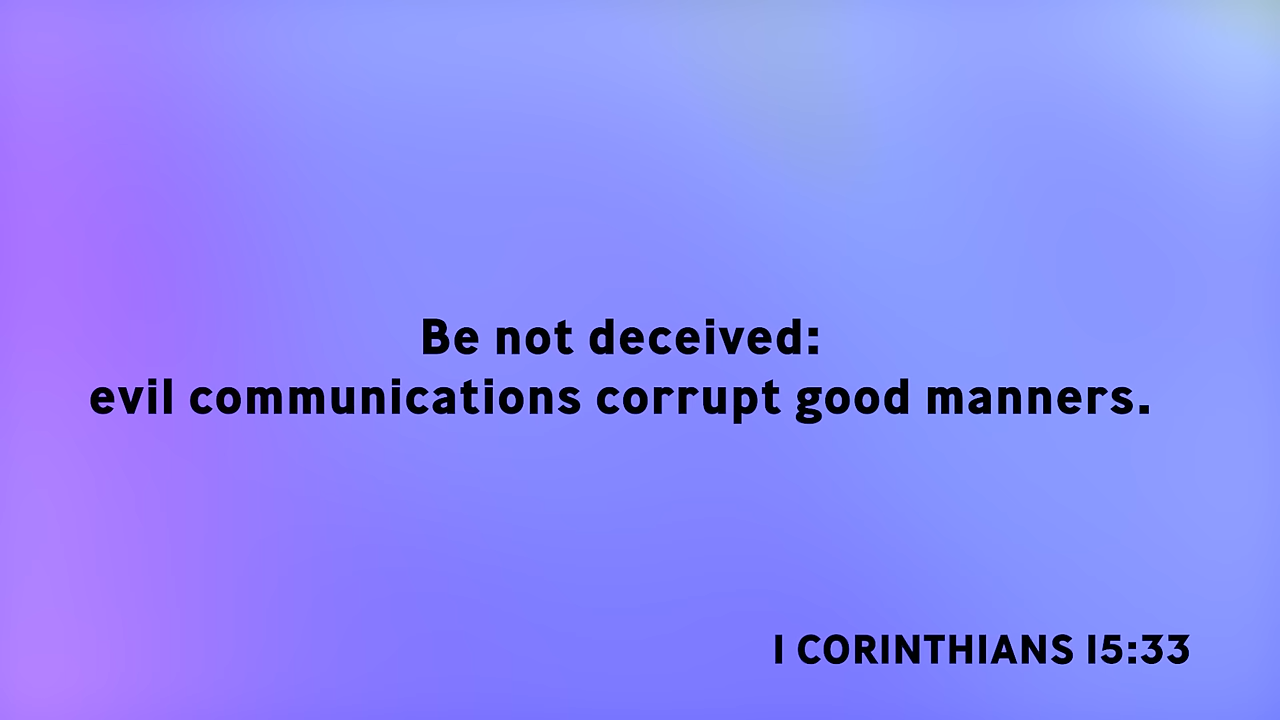 Be not deceived:
evil communications corrupt good manners.
I CORINTHIANS 15:33